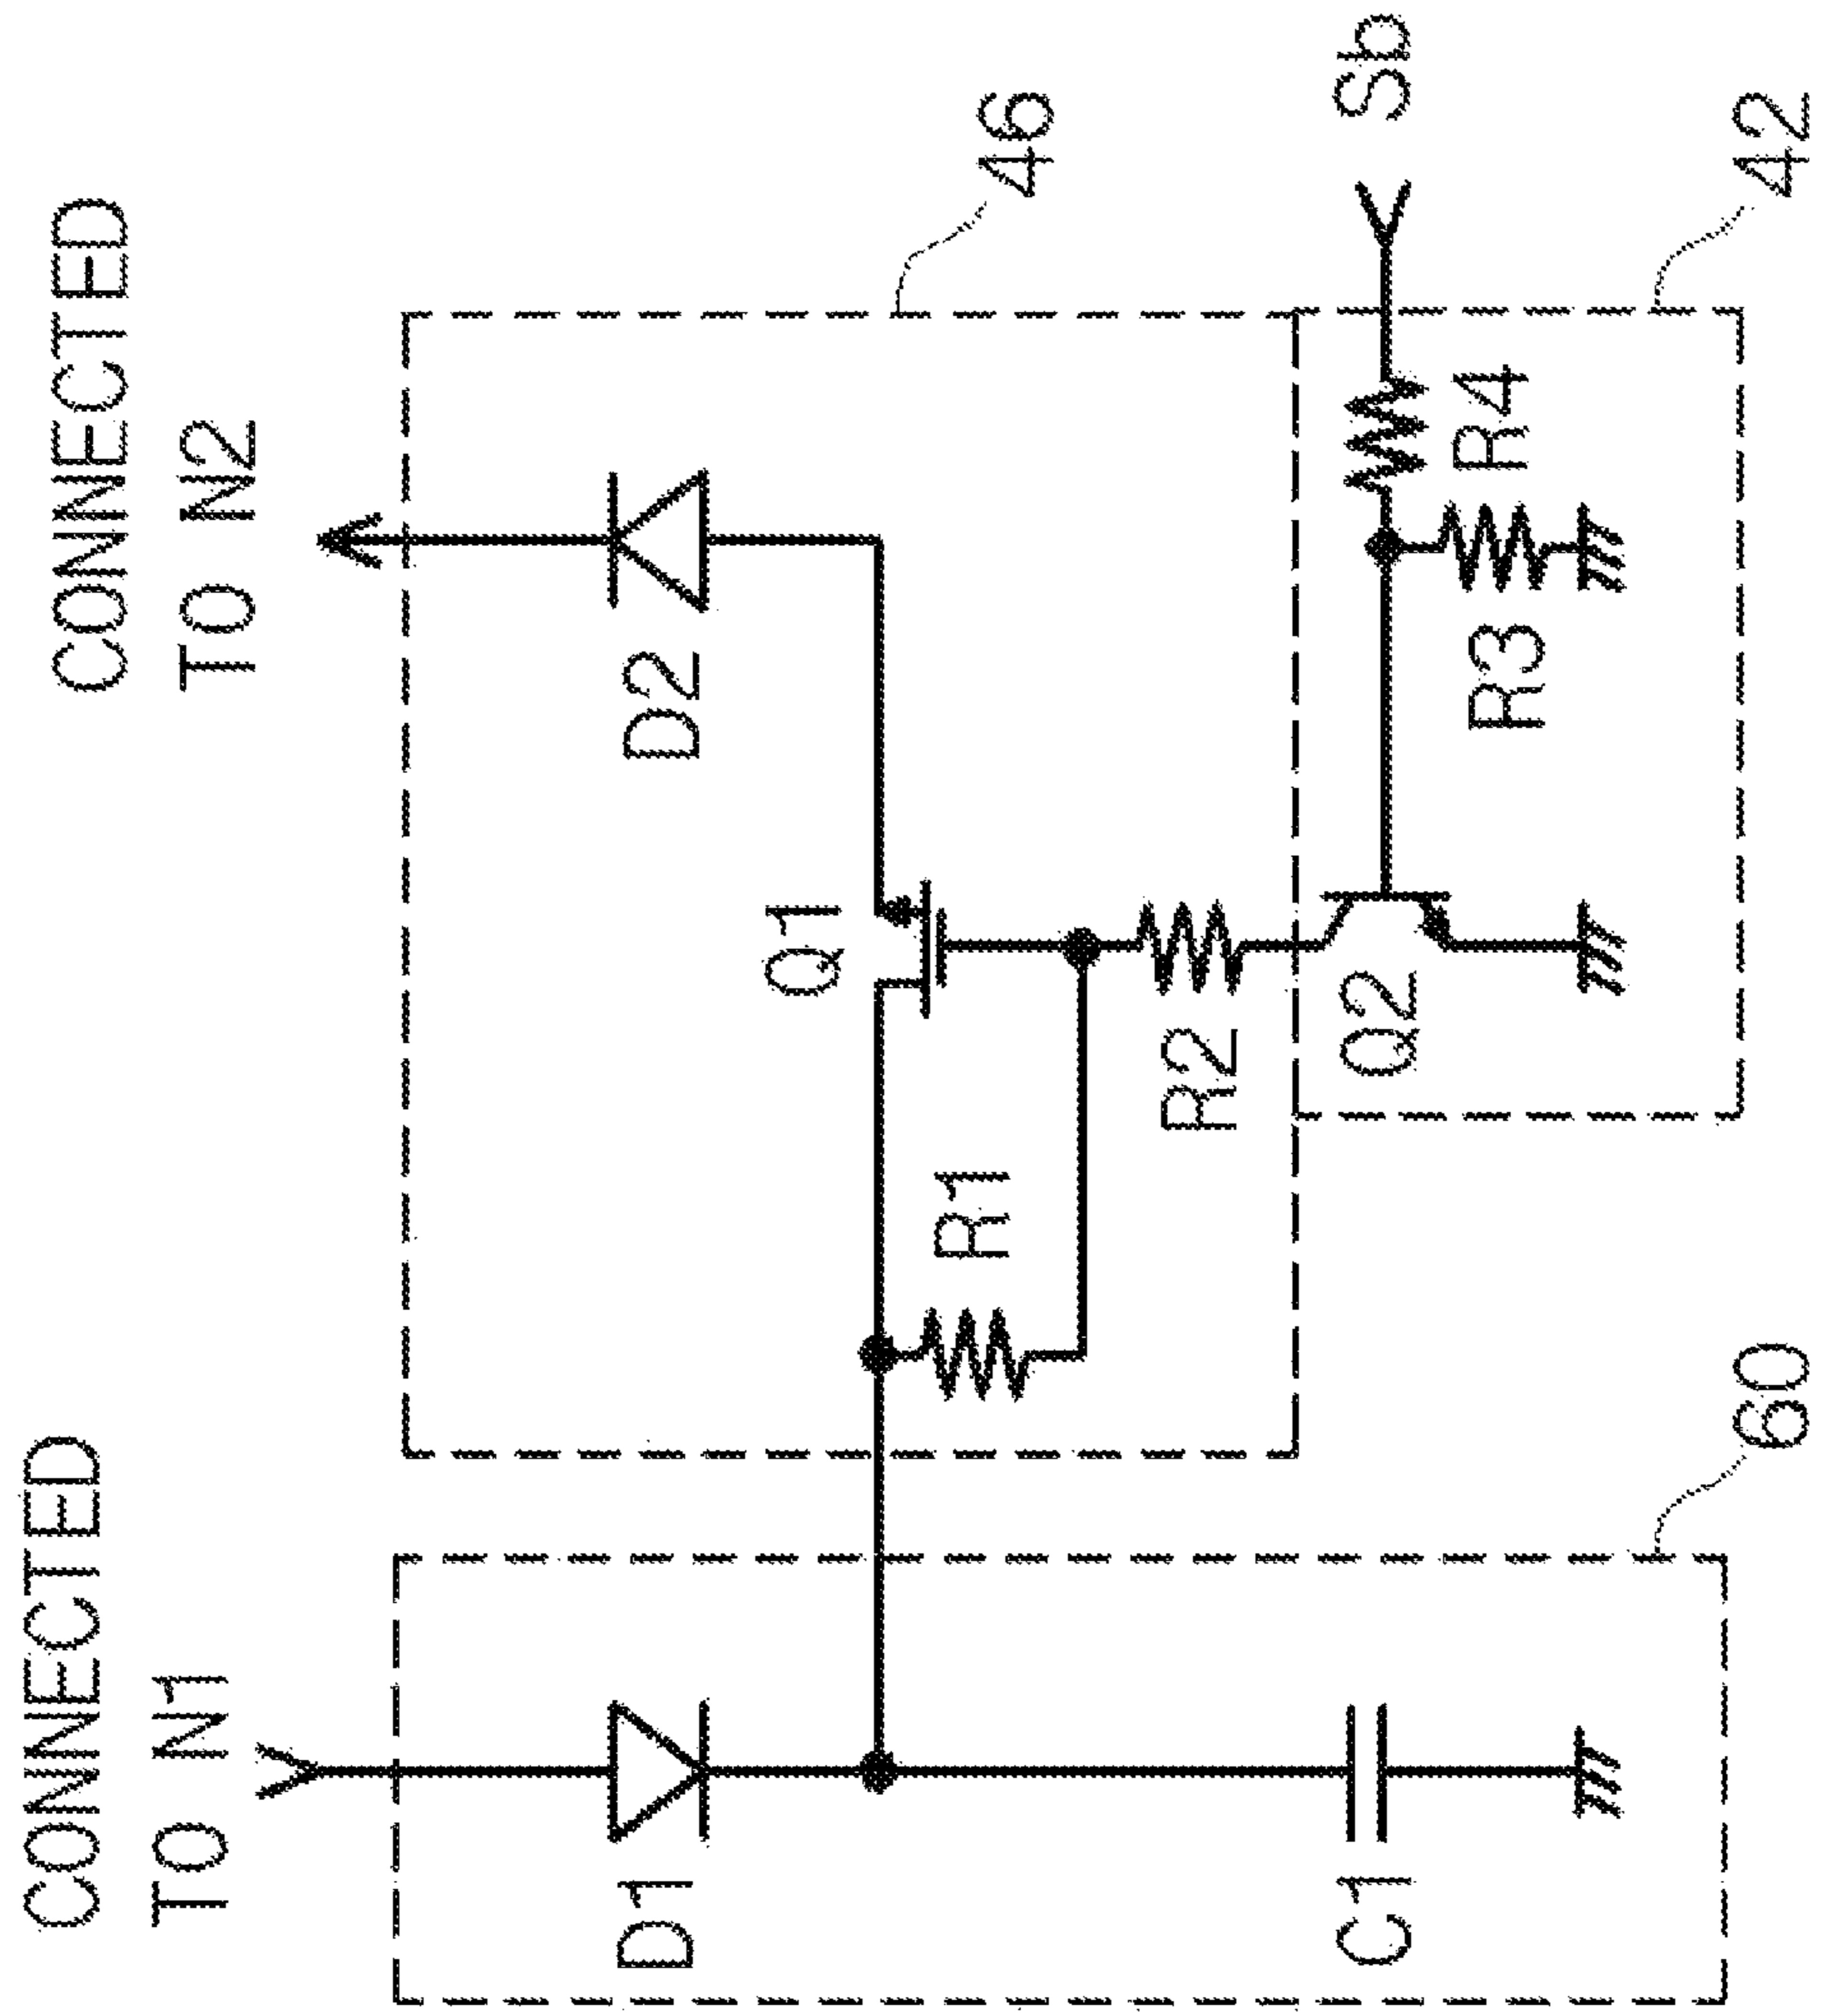 CONNECTED
TO N1
CONNECTED
TO N2
D1
C1
60
R1
Q1
D2
46
R2
Q2
R3
R4
Sb
42